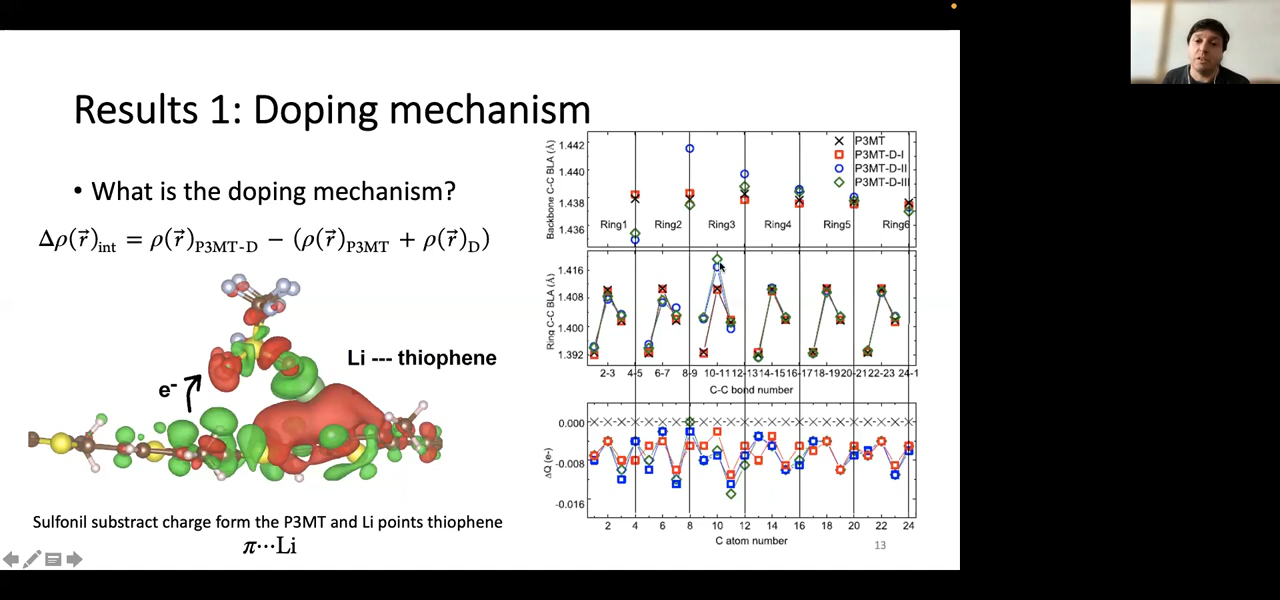 Results 1: Doping mechanism
• What is the doping mechanism?
Δρ(r⃗)int = ρ(r⃗)P3MT-D − (ρ(r⃗)P3MT + ρ(r⃗)D)
Li --- thiophene
e-
Sulfonil substract charge form the P3MT and Li points thiophene
π···Li
Backbone C-C BLA (Å)
1.442
1.440
1.438
1.436
P3MT
P3MT-D-I
P3MT-D-II
P3MT-D-III
Ring1 Ring2 Ring3 Ring4 Ring5 Ring6
Ring C-C BLA (Å)
1.416
1.408
1.400
1.392
2-3 4-5 6-7 8-9 10-11 12-13 14-15 16-17 18-19 20-21 22-23 24-1
C-C bond number
ΔQ (e-)
0.000
-0.008
-0.016
2 4 6 8 10 12 14 16 18 20 22 24
C atom number
13